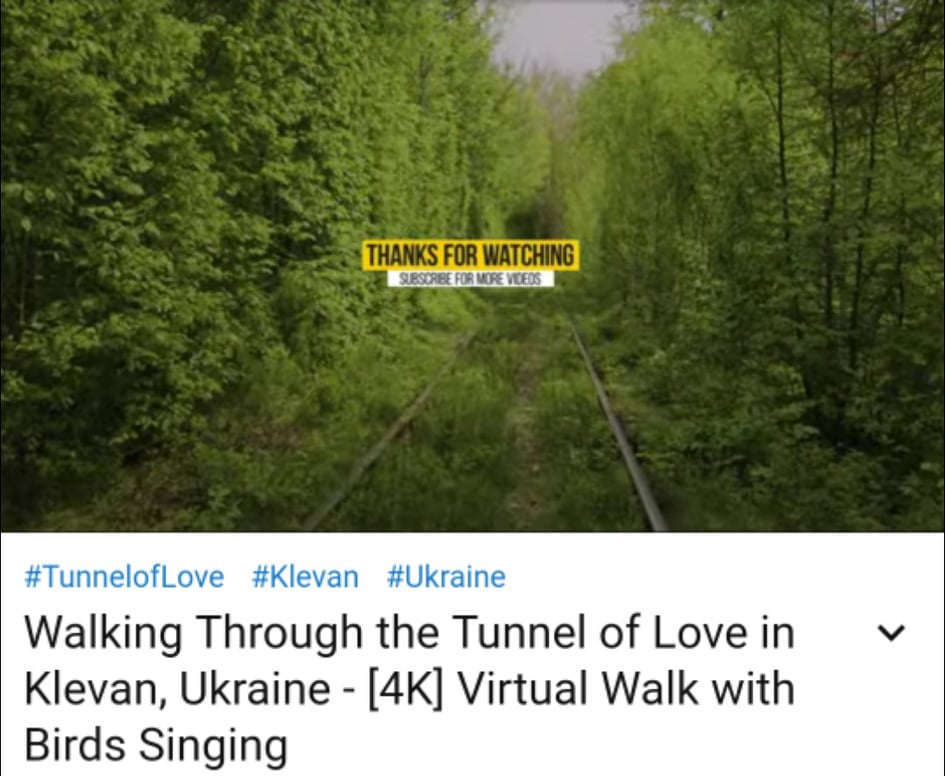 THANKS FOR WATCHING
SUBSCRIBE FOR MORE VIDEOS
#TunnelofLove #Klevan #Ukraine
Walking Through the Tunnel of Love in
Klevan, Ukraine - [4K] Virtual Walk with
Birds Singing